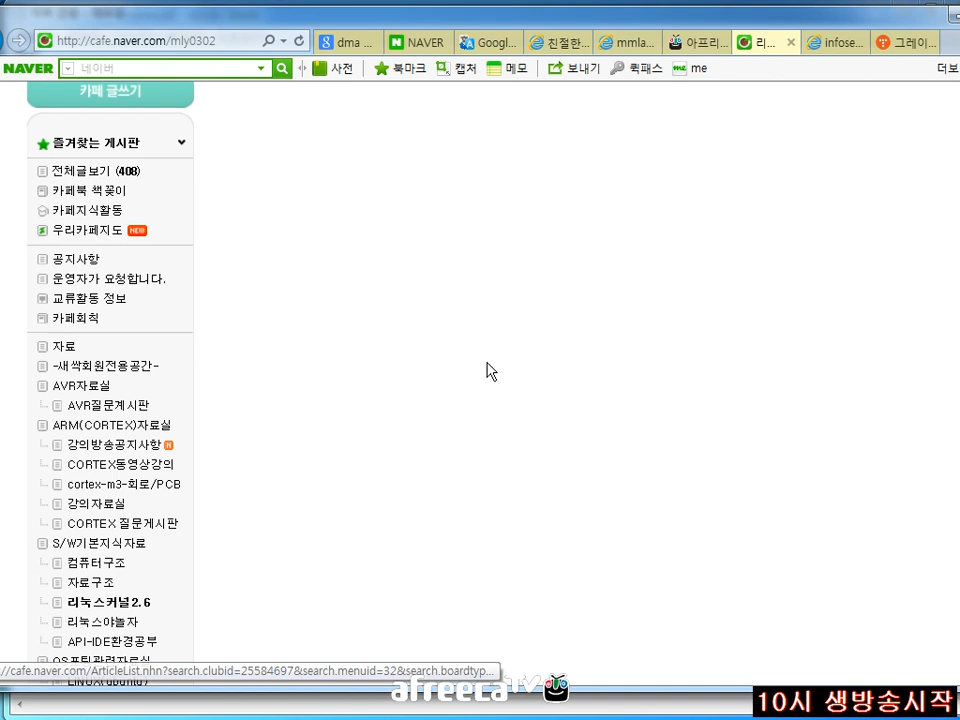 http://cafe.naver.com/mly0302
dma ...
NAVER
Googl...
친절한...
mmla...
아프리...
리...
infose...
그레이...
NAVER 네이버 사전 북마크 캡처 메모 보내기 퀵패스 me 더보
카페 글쓰기
즐겨찾는 게시판
전체글보기 (408)
카페북 책꽂이
카페지식활동
우리카페지도 NEW
공지사항
운영자가 요청합니다.
교류활동 정보
카페회칙
자료
-새싹회원전용공간-
AVR자료실
AVR질문게시판
ARM(CORTEX)자료실
강의방송공지사항
CORTEX동영상강의
cortex-m3-회로/PCB
강의자료실
CORTEX 질문게시판
S/W기본지식자료
컴퓨터구조
자료구조
리눅스커널2.6
리눅스야놀자
API-IDE환경공부
OS포팅관련자료실
//cafe.naver.com/ArticleList.nhn?search.clubid=25584697&search.menuid=32&search.boardtyp...
LINUX(ubuntu)
afreecaTV
10시 생방송시작